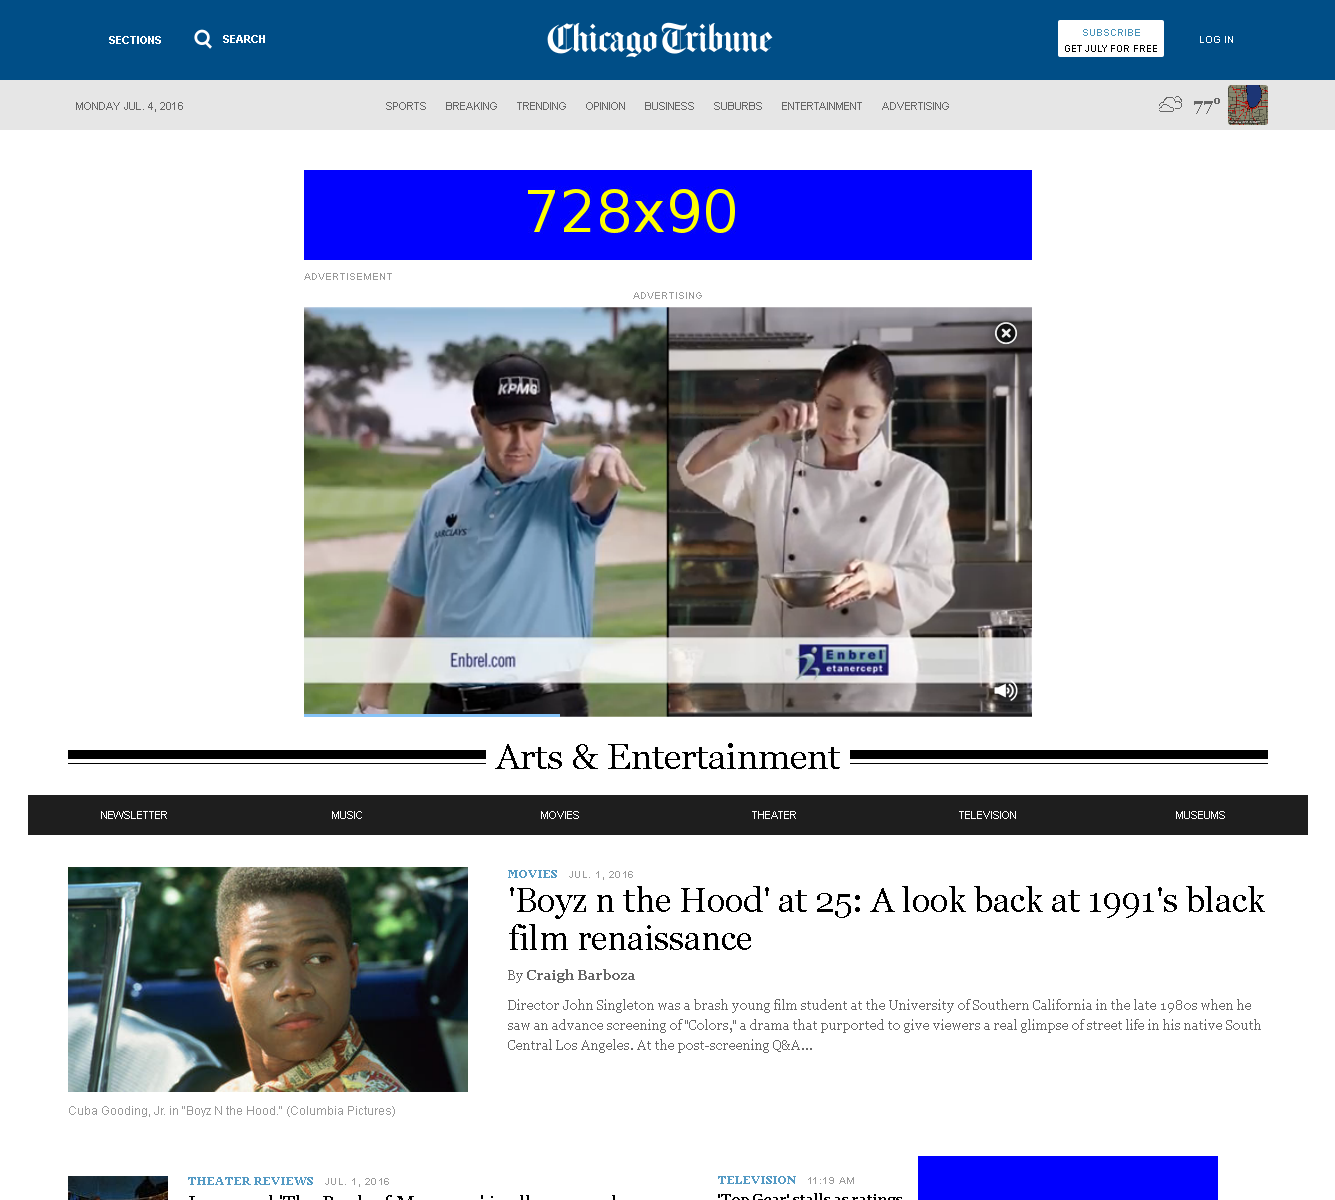 SECTIONS
SEARCH
Chicago Tribune
SUBSCRIBE
GET JULY FOR FREE
LOG IN
MONDAY JUL. 4, 2016
SPORTS BREAKING TRENDING OPINION BUSINESS SUBURBS ENTERTAINMENT ADVERTISING
77°
728x90
ADVERTISEMENT
ADVERTISING
KPMG
BARCLAYS
Enbrel.com
Enbrel
etanercept
Arts & Entertainment
NEWSLETTER MUSIC MOVIES THEATER TELEVISION MUSEUMS
MOVIES JUL. 1, 2016
'Boyz n the Hood' at 25: A look back at 1991's black
film renaissance
By Craigh Barboza
Director John Singleton was a brash young film student at the University of Southern California in the late 1980s when he
saw an advance screening of "Colors," a drama that purported to give viewers a real glimpse of street life in his native South
Central Los Angeles. At the post-screening Q&A...
Cuba Gooding, Jr. in "Boyz N the Hood." (Columbia Pictures)
THEATER REVIEWS JUL. 1, 2016
TELEVISION 11:19 AM
'Top Gear' stalls as ratings